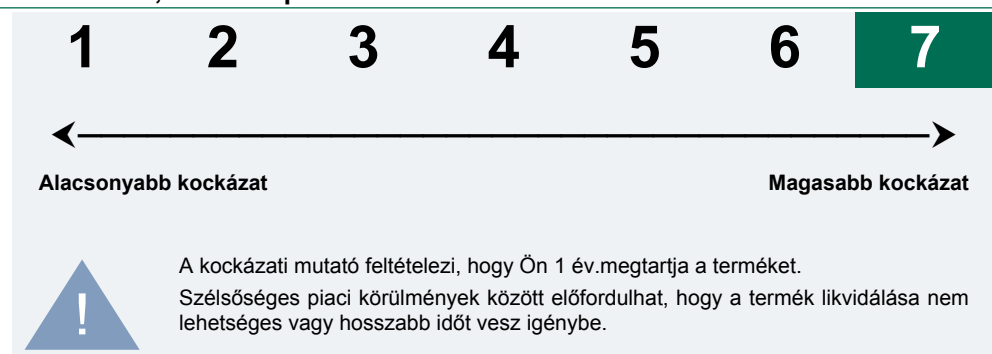 1 2 3 4 5 6 7
Alacsonyabb kockázat Magasabb kockázat
A kockázati mutató feltételezi, hogy Ön 1 év.megtartja a terméket.
! Szélsőséges piaci körülmények között előfordulhat, hogy a termék likvidálása nem
lehetséges vagy hosszabb időt vesz igénybe.